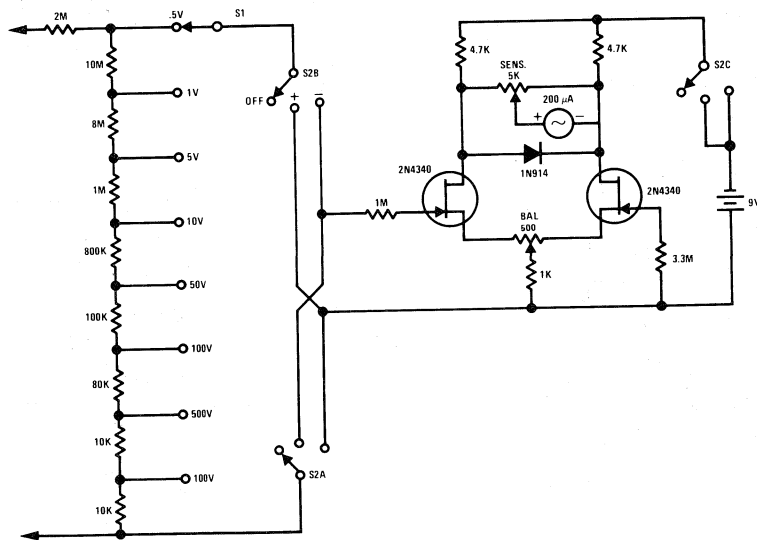 2M
.5V
S1
10M
1V
8M
5V
1M
10V
800K
50V
100K
100V
80K
500V
10K
100V
10K
S2B
OFF
+
−
S2A
1M
2N4340
4.7K
4.7K
SENS.
5K
200 μA
+
−
1N914
2N4340
BAL
500
1K
3.3M
S2C
9V